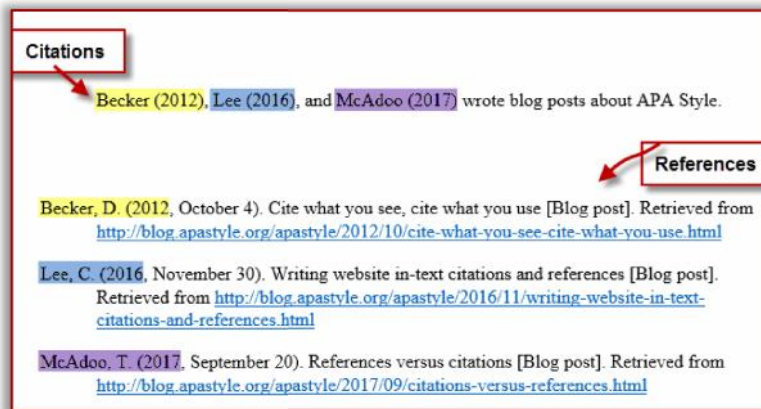 Citations
Becker (2012), Lee (2016), and McAdoo (2017) wrote blog posts about APA Style.
References
Becker, D. (2012, October 4). Cite what you see, cite what you use [Blog post]. Retrieved from
http://blog.apastyle.org/apastyle/2012/10/cite-what-you-see-cite-what-you-use.html
Lee, C. (2016, November 30). Writing website in-text citations and references [Blog post].
Retrieved from http://blog.apastyle.org/apastyle/2016/11/writing-website-in-text-
citations-and-references.html
McAdoo, T. (2017, September 20). References versus citations [Blog post]. Retrieved from
http://blog.apastyle.org/apastyle/2017/09/citations-versus-references.html